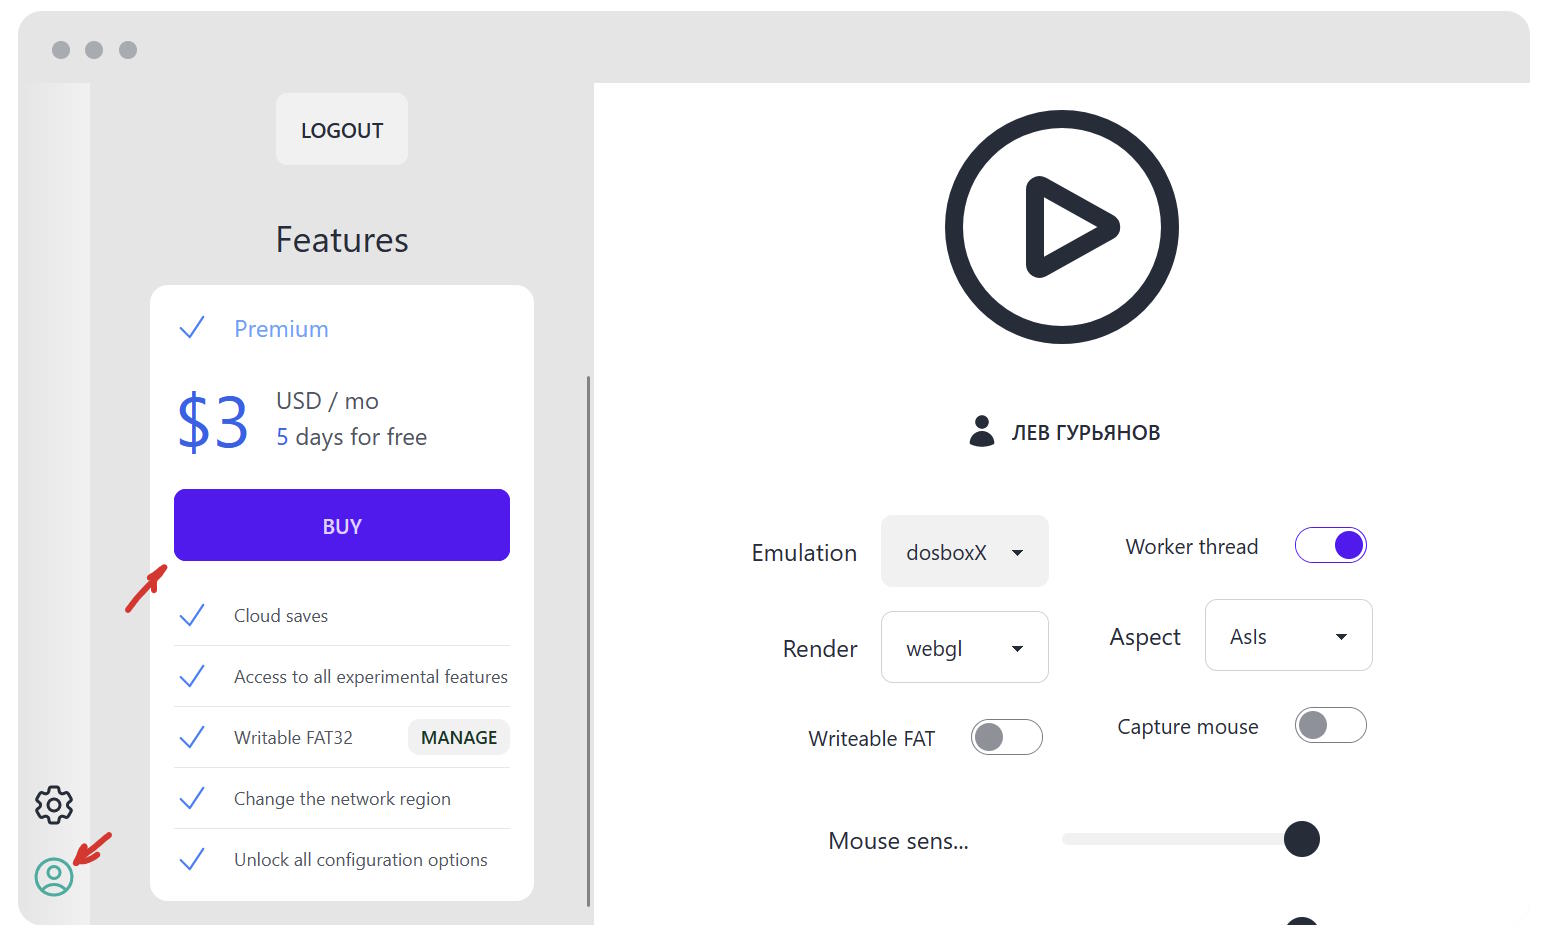 LOGOUT
Features
Premium
$3
USD / mo
5 days for free
BUY
Cloud saves
Access to all experimental features
Writable FAT32 MANAGE
Change the network region
Unlock all configuration options
ЛЕВ ГУРЬЯНОВ
Emulation dosboxX Worker thread
Render webgl Aspect AsIs
Writeable FAT Capture mouse
Mouse sens...